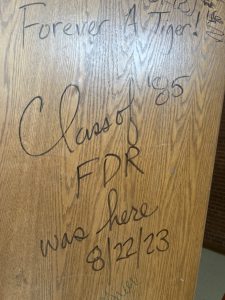 Forever A Tiger!
Class of '85
FDR
was here
8/22/23